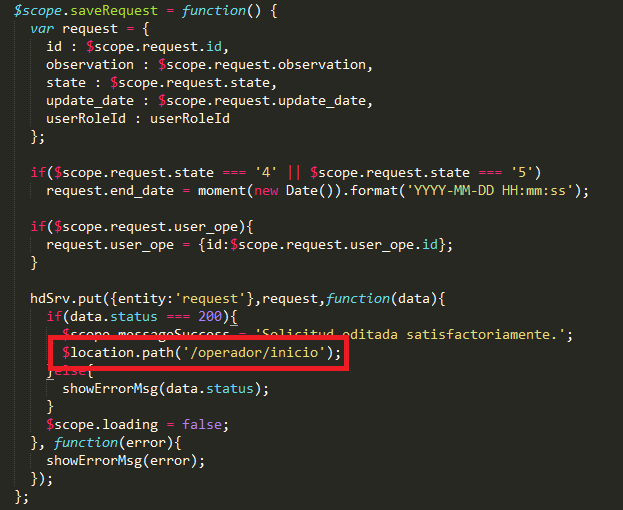 $scope.saveRequest = function() {
var request = {
id : $scope.request.id,
observation : $scope.request.observation,
state : $scope.request.state,
update_date : $scope.request.update_date,
userRoleId : userRoleId
};
if($scope.request.state === '4' || $scope.request.state === '5')
request.end_date = moment(new Date()).format('YYYY-MM-DD HH:mm:ss');
if($scope.request.user_ope){
request.user_ope = {id:$scope.request.user_ope.id};
}
hdSrv.put({entity:'request'},request,function(data){
if(data.status === 200){
$scope.messageSuccess = 'Solicitud editada satisfactoriamente.';
$location.path('/operador/inicio');
}else{
showErrorMsg(data.status);
}
$scope.loading = false;
}, function(error){
showErrorMsg(error);
});
};